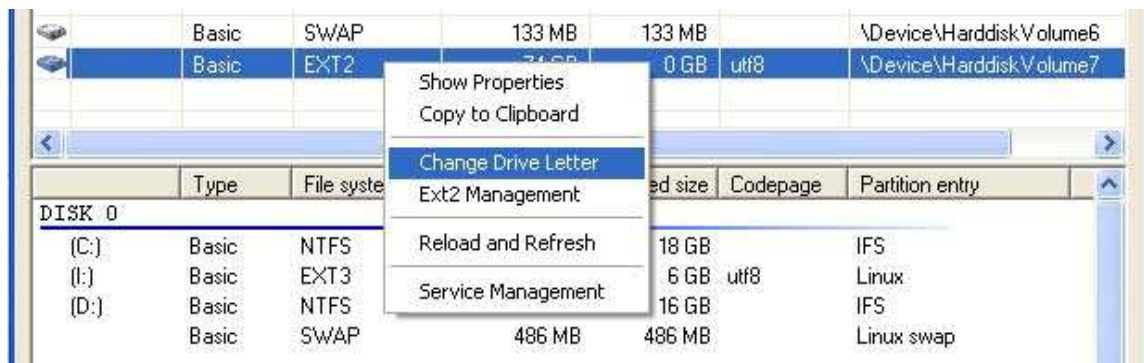 Basic SWAP 133 MB 133 MB \Device\HarddiskVolume6
Basic EXT2 74 GB 0 GB utf8 \Device\HarddiskVolume7
Show Properties
Copy to Clipboard
Change Drive Letter
Ext2 Management
Reload and Refresh
Service Management
Type File syste ed size Codepage Partition entry
DISK 0
(C:) Basic NTFS 18 GB IFS
(I:) Basic EXT3 6 GB utf8 Linux
(D:) Basic NTFS 16 GB IFS
Basic SWAP 486 MB 486 MB Linux swap